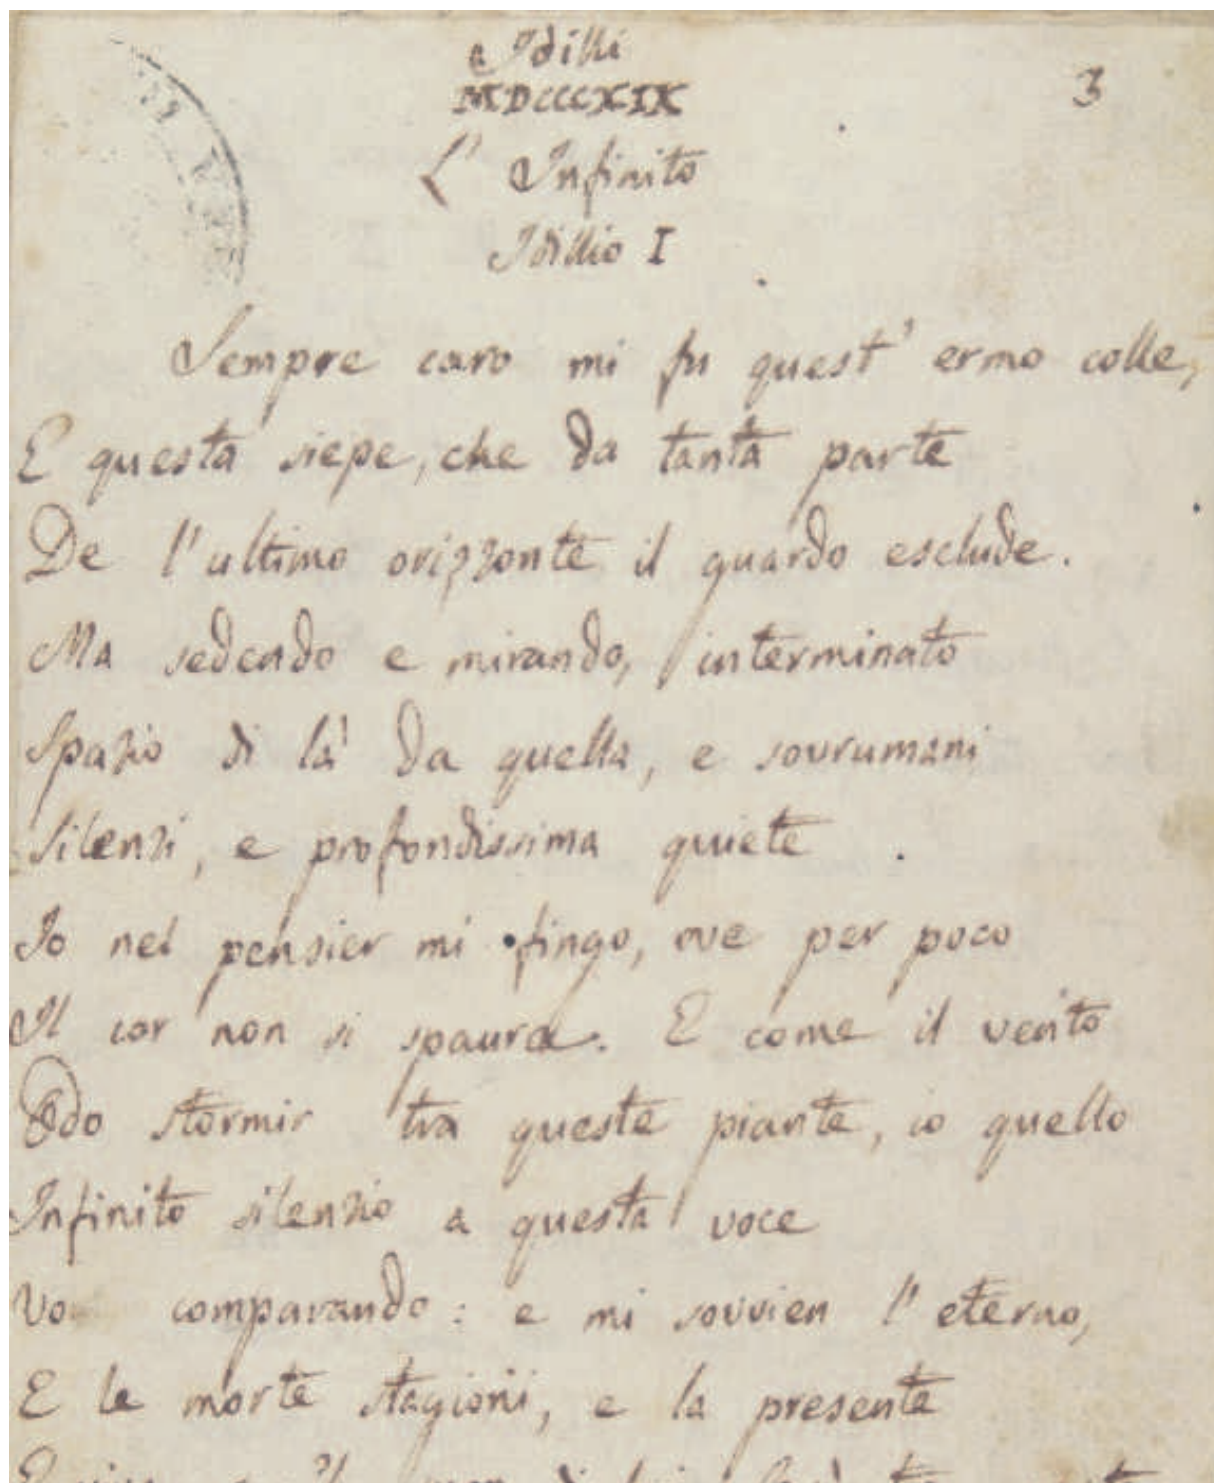 Idilli
MDCCCXIX
3
L' Infinito
Idillio I
Sempre caro mi fu quest' ermo colle,
E questa siepe, che da tanta parte
De l'ultimo orizzonte il guardo esclude.
Ma sedendo e mirando, interminato
Spazio di là da quella, e sovrumani
Silenzi, e profondissima quiete
Io nel pensier mi fingo, ove per poco
Il cor non si spaura. E come il vento
Odo stormir tra queste piante, io quello
Infinito silenzio a questa voce
Vo comparando: e mi sovvien l'eterno,
E le morte stagioni, e la presente